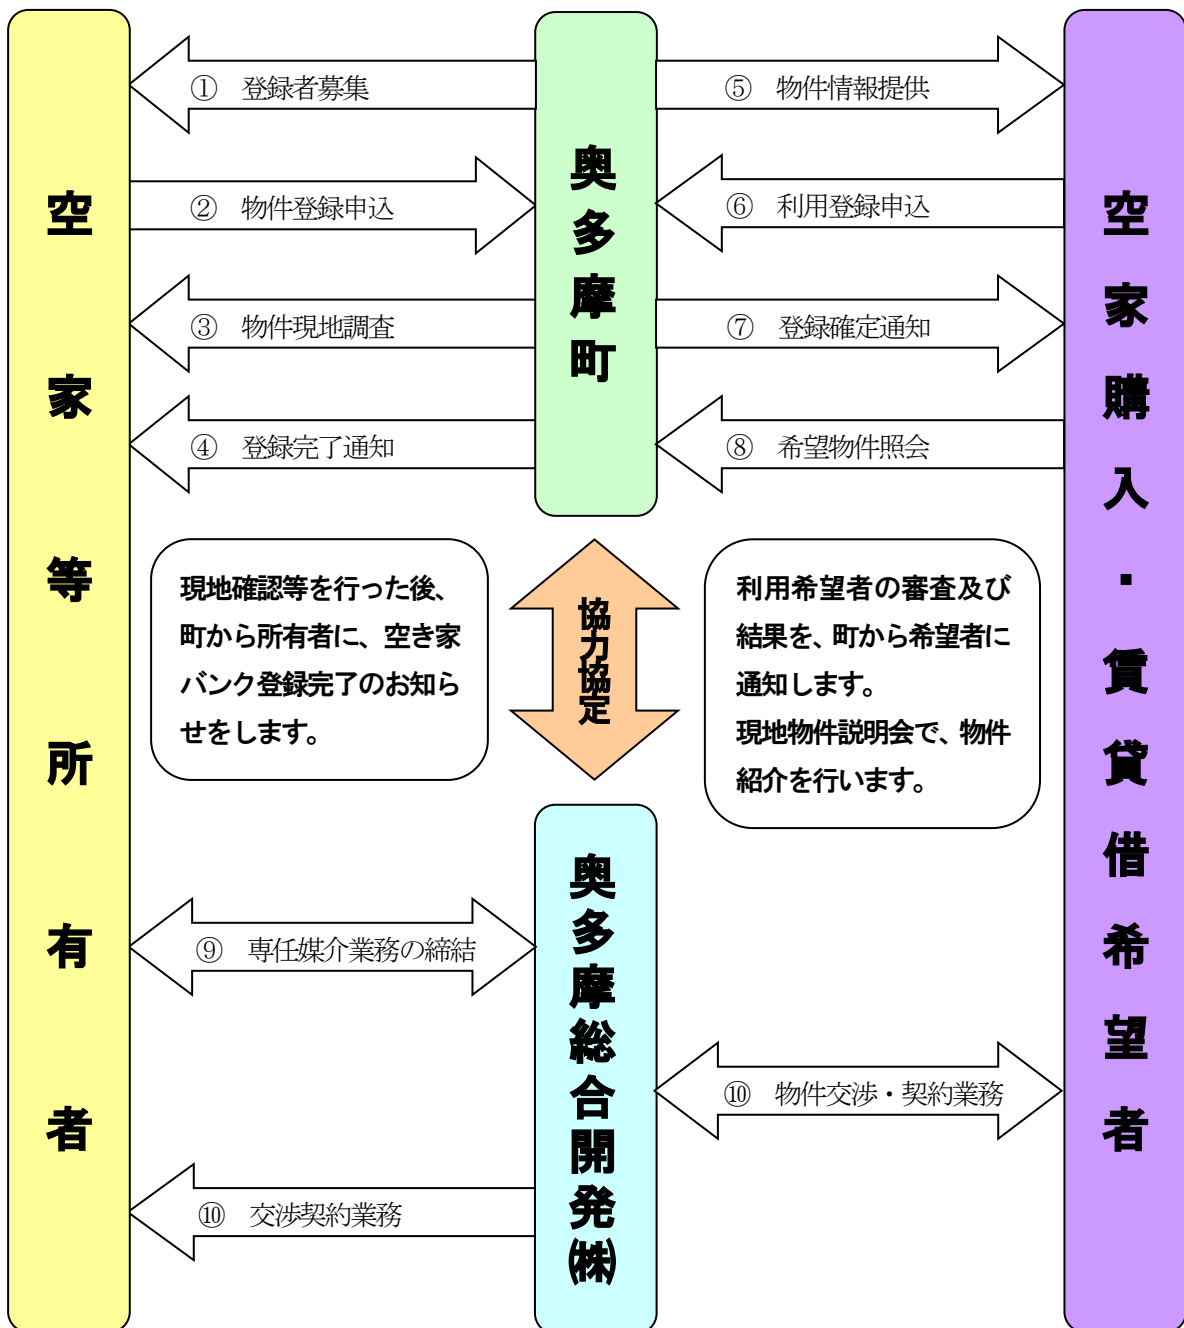 空家等所有者
奥多摩町
空家購入・賃貸借希望者
① 登録者募集
② 物件登録申込
③ 物件現地調査
④ 登録完了通知
⑤ 物件情報提供
⑥ 利用登録申込
⑦ 登録確定通知
⑧ 希望物件照会
現地確認等を行った後、
町から所有者に、空き家
バンク登録完了のお知ら
せをします。
協力協定
利用希望者の審査及び
結果を、町から希望者に
通知します。
現地物件説明会で、物件
紹介を行います。
奥多摩総合開発㈱
⑨ 専任媒介業務の締結
⑩ 物件交渉・契約業務
⑩ 交渉契約業務